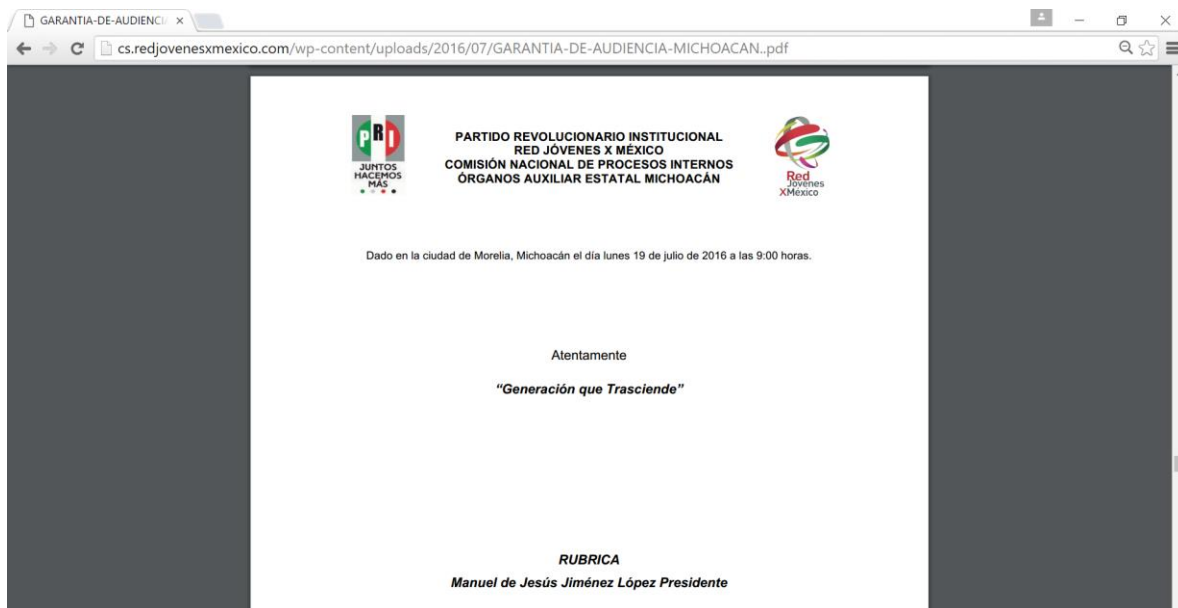 GARANTIA-DE-AUDIENCI
cs.redjovenesxmexico.com/wp-content/uploads/2016/07/GARANTIA-DE-AUDIENCIA-MICHOACAN..pdf
PRI
JUNTOS
HACEMOS
MÁS
PARTIDO REVOLUCIONARIO INSTITUCIONAL
RED JÓVENES X MÉXICO
COMISIÓN NACIONAL DE PROCESOS INTERNOS
ÓRGANOS AUXILIAR ESTATAL MICHOACÁN
Red
Jóvenes
XMéxico
Dado en la ciudad de Morelia, Michoacán el día lunes 19 de julio de 2016 a las 9:00 horas.
Atentamente
“Generación que Trasciende”
RUBRICA
Manuel de Jesús Jiménez López Presidente